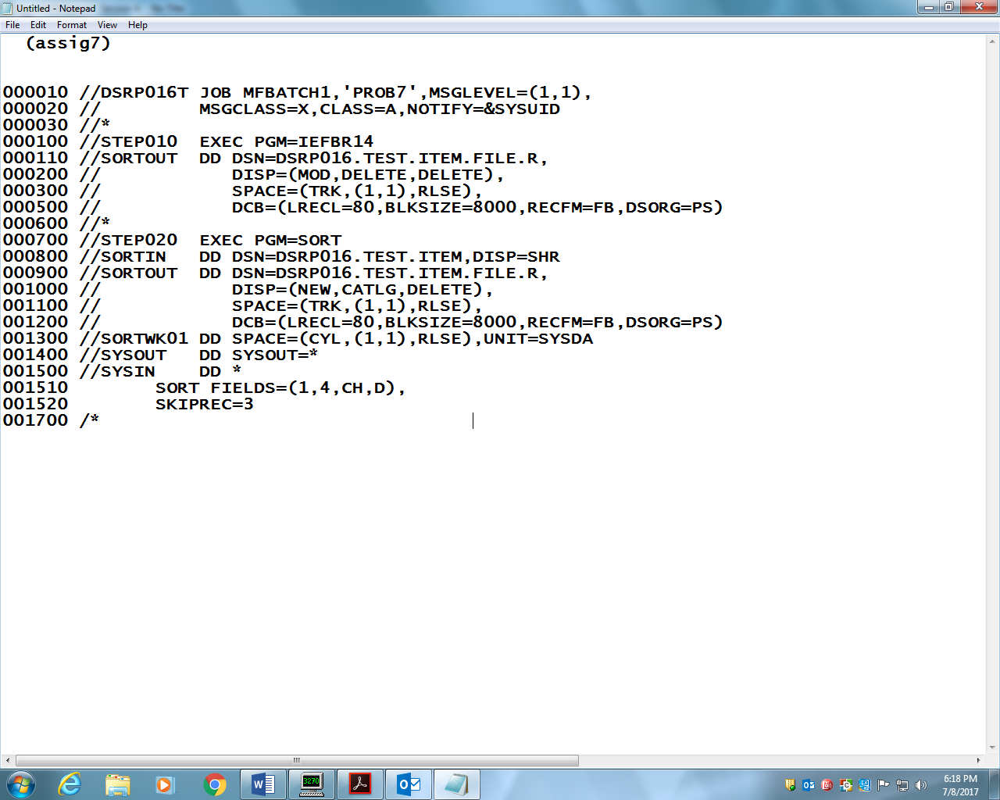 Untitled - Notepad
File Edit Format View Help
(assig7)
000010 //DSRP016T JOB MFBATCH1,'PROB7',MSGLEVEL=(1,1),
000020 //         MSGCLASS=X,CLASS=A,NOTIFY=&SYSUID
000030 //*
000100 //STEP010  EXEC PGM=IEFBR14
000110 //SORTOUT  DD DSN=DSRP016.TEST.ITEM.FILE.R,
000200 //            DISP=(MOD,DELETE,DELETE),
000300 //            SPACE=(TRK,(1,1),RLSE),
000500 //            DCB=(LRECL=80,BLKSIZE=8000,RECFM=FB,DSORG=PS)
000600 //*
000700 //STEP020  EXEC PGM=SORT
000800 //SORTIN   DD DSN=DSRP016.TEST.ITEM,DISP=SHR
000900 //SORTOUT  DD DSN=DSRP016.TEST.ITEM.FILE.R,
001000 //            DISP=(NEW,CATLG,DELETE),
001100 //            SPACE=(TRK,(1,1),RLSE),
001200 //            DCB=(LRECL=80,BLKSIZE=8000,RECFM=FB,DSORG=PS)
001300 //SORTWK01 DD SPACE=(CYL,(1,1),RLSE),UNIT=SYSDA
001400 //SYSOUT   DD SYSOUT=*
001500 //SYSIN    DD *
001510        SORT FIELDS=(1,4,CH,D),
001520        SKIPREC=3
001700 /*
3270
6:18 PM
7/8/2017